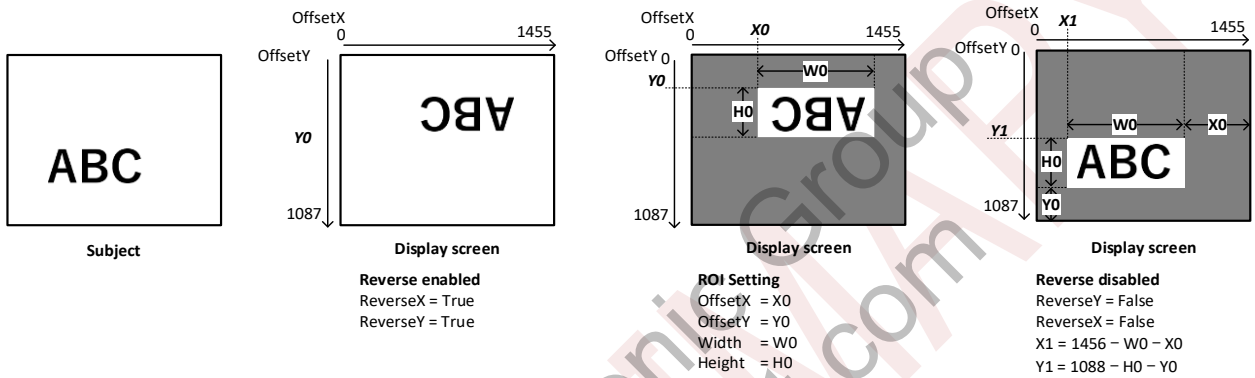 ABC
Subject
OffsetX
0
1455
OffsetY
Y0
1087
ABC
Display screen
Reverse enabled
ReverseX = True
ReverseY = True
OffsetX
0
X0
1455
OffsetY 0
Y0
W0
H0
ABC
1087
Display screen
ROI Setting
OffsetX = X0
OffsetY = Y0
Width = W0
Height = H0
OffsetX
0
X1
1455
OffsetY 0
Y1
W0
X0
H0
ABC
1087
Y0
Display screen
Reverse disabled
ReverseY = False
ReverseX = False
X1 = 1456 − W0 − X0
Y1 = 1088 − H0 − Y0
Group